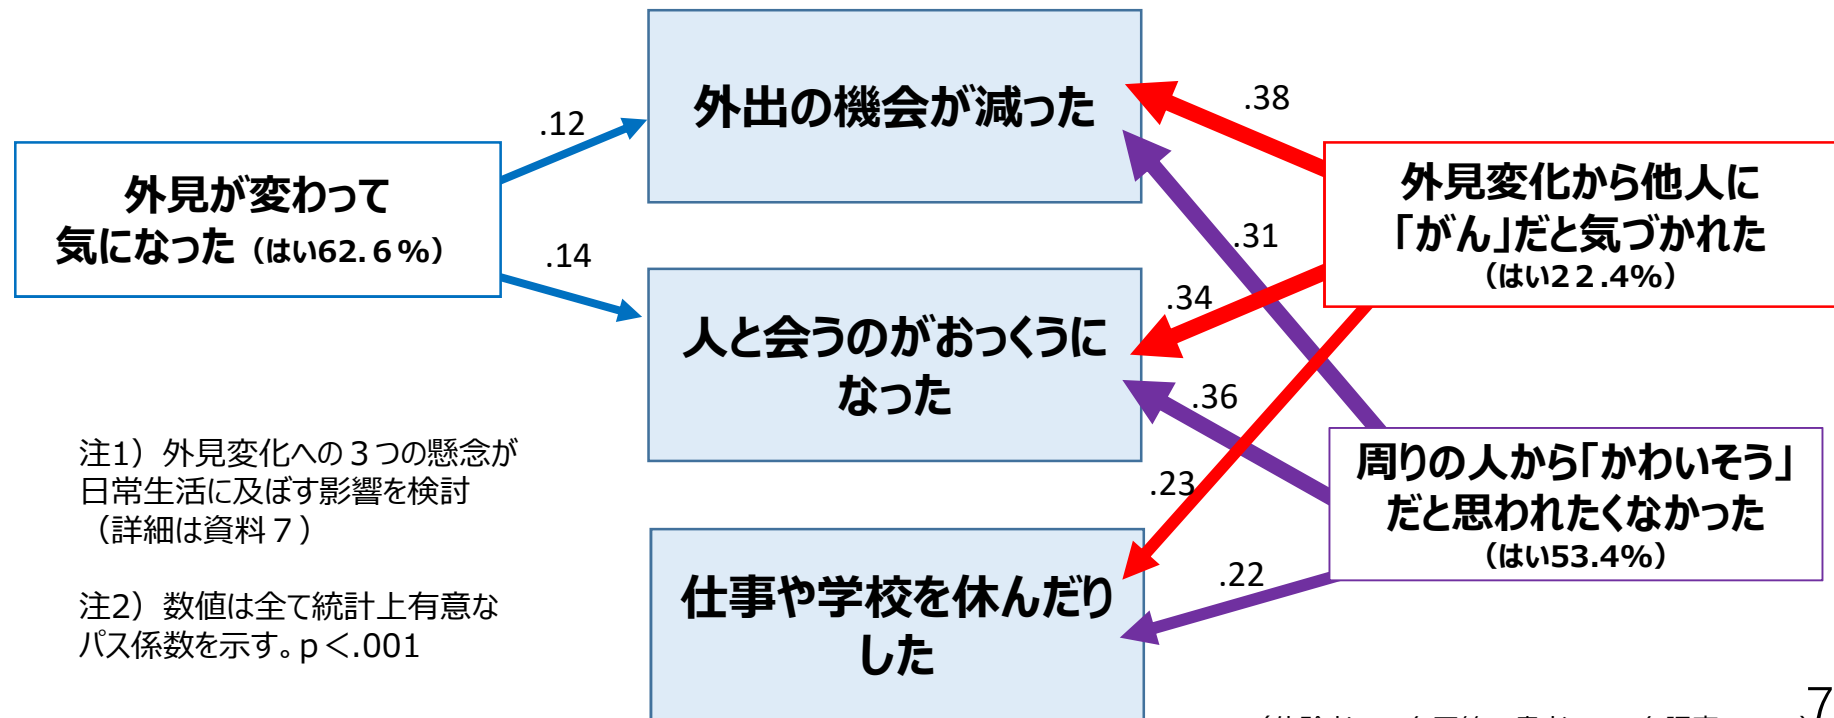 外出の機会が減った
.12
.38
外見が変わって
気になった（はい62.６%）
外見変化から他人に
「がん」だと気づかれた
（はい２２.4%）
.14
.31
.34
人と会うのがおっくうに
なった
.36
注1）外見変化への３つの懸念が
日常生活に及ぼす影響を検討
（詳細は資料７）
周りの人から「かわいそう」
だと思われたくなかった
（はい53.4%）
.23
.22
仕事や学校を休んだり
した
注2）数値は全て統計上有意な
パス係数を示す。p＜.001
7